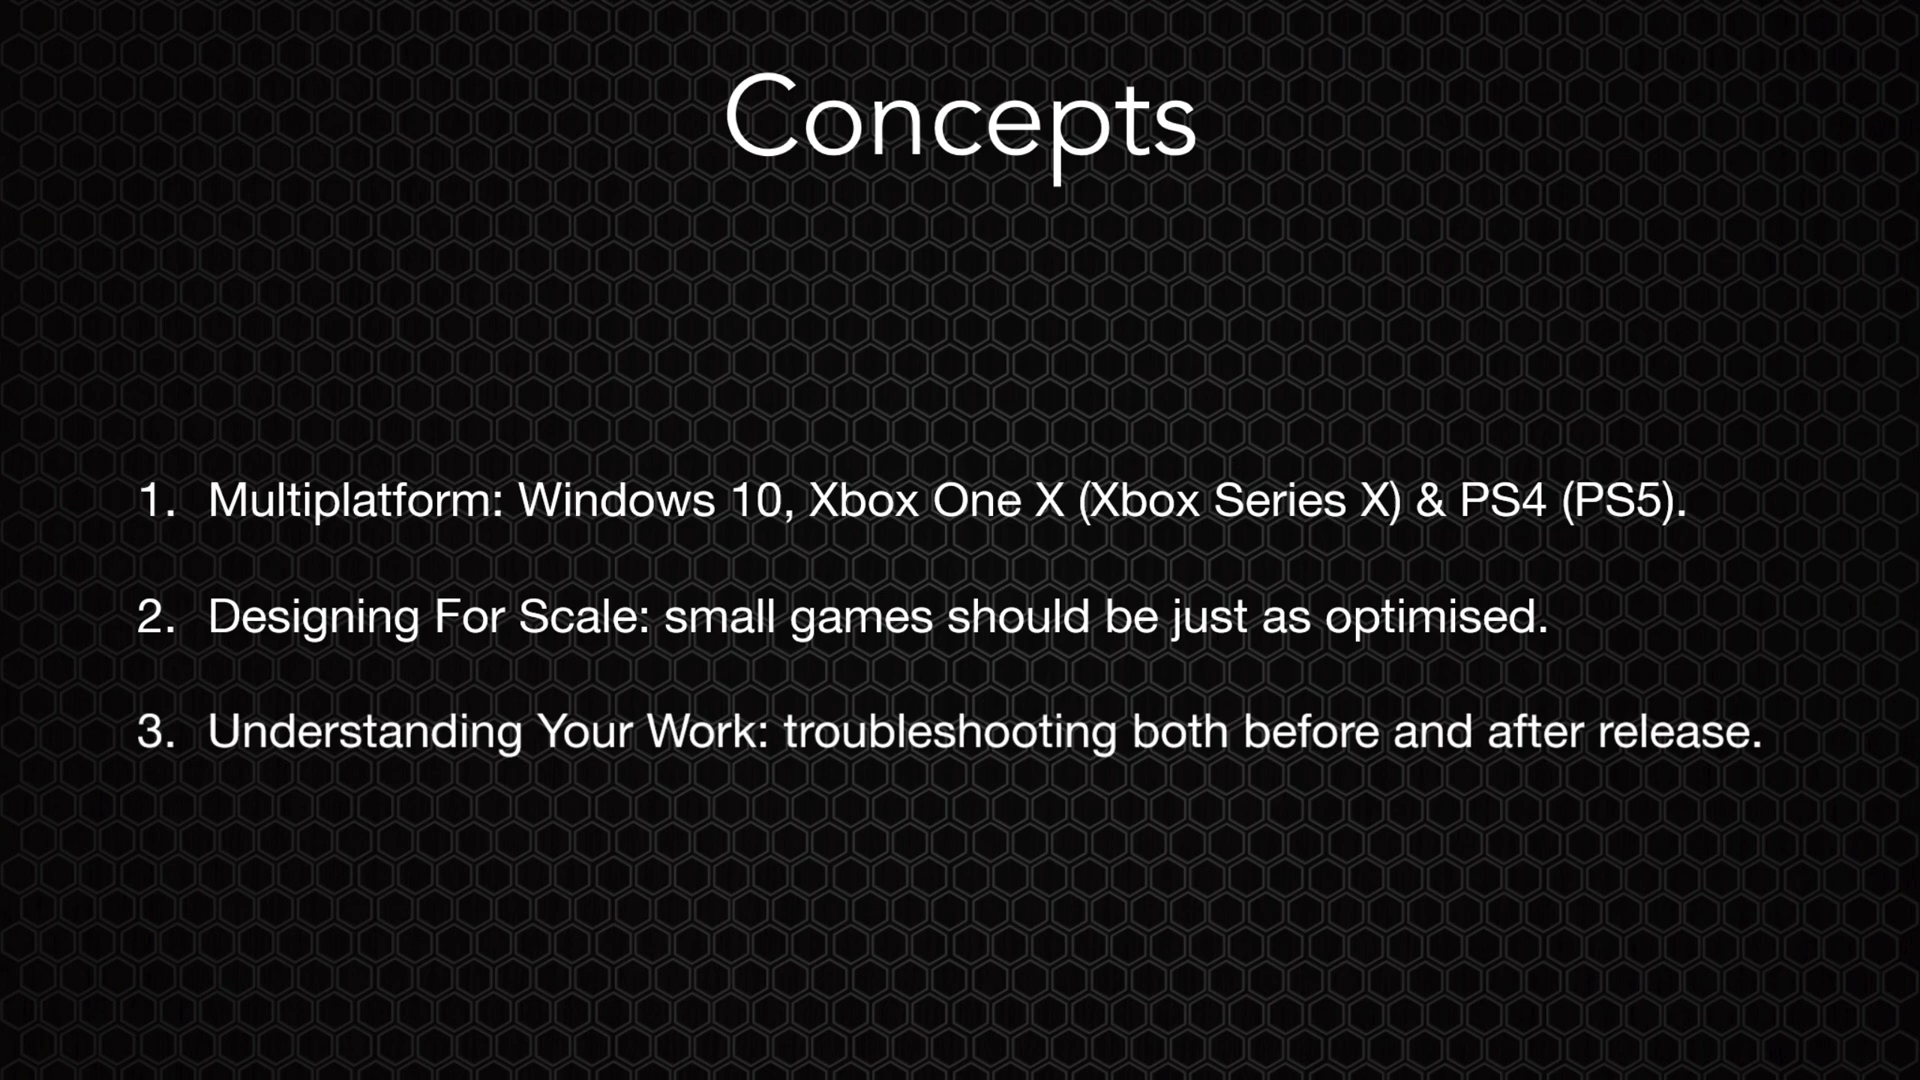 Concepts
1. Multiplatform: Windows 10, Xbox One X (Xbox Series X) & PS4 (PS5).
2. Designing For Scale: small games should be just as optimised.
3. Understanding Your Work: troubleshooting both before and after release.